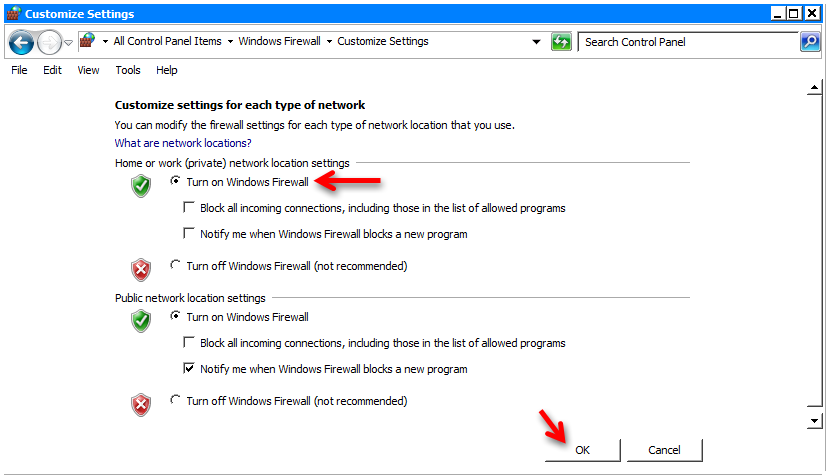 Customize Settings
All Control Panel Items Windows Firewall Customize Settings Search Control Panel
File Edit View Tools Help
Customize settings for each type of network
You can modify the firewall settings for each type of network location that you use.
What are network locations?
Home or work (private) network location settings
Turn on Windows Firewall
Block all incoming connections, including those in the list of allowed programs
Notify me when Windows Firewall blocks a new program
Turn off Windows Firewall (not recommended)
Public network location settings
Turn on Windows Firewall
Block all incoming connections, including those in the list of allowed programs
Notify me when Windows Firewall blocks a new program
Turn off Windows Firewall (not recommended)
OK Cancel